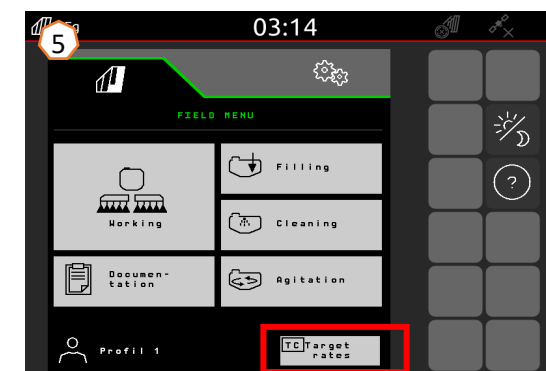 03:14
5
FIELD MENU
Filling
Working
Cleaning
Documen-
tation
Agitation
Profil 1
TC Target
rates
?